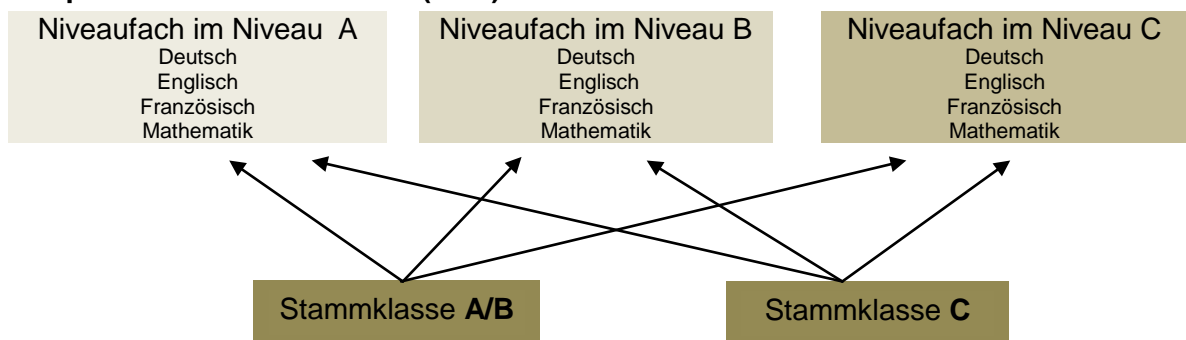 Niveaufach im Niveau A
Deutsch
Englisch
Französisch
Mathematik
Niveaufach im Niveau B
Deutsch
Englisch
Französisch
Mathematik
Niveaufach im Niveau C
Deutsch
Englisch
Französisch
Mathematik
Stammklasse A/B
Stammklasse C